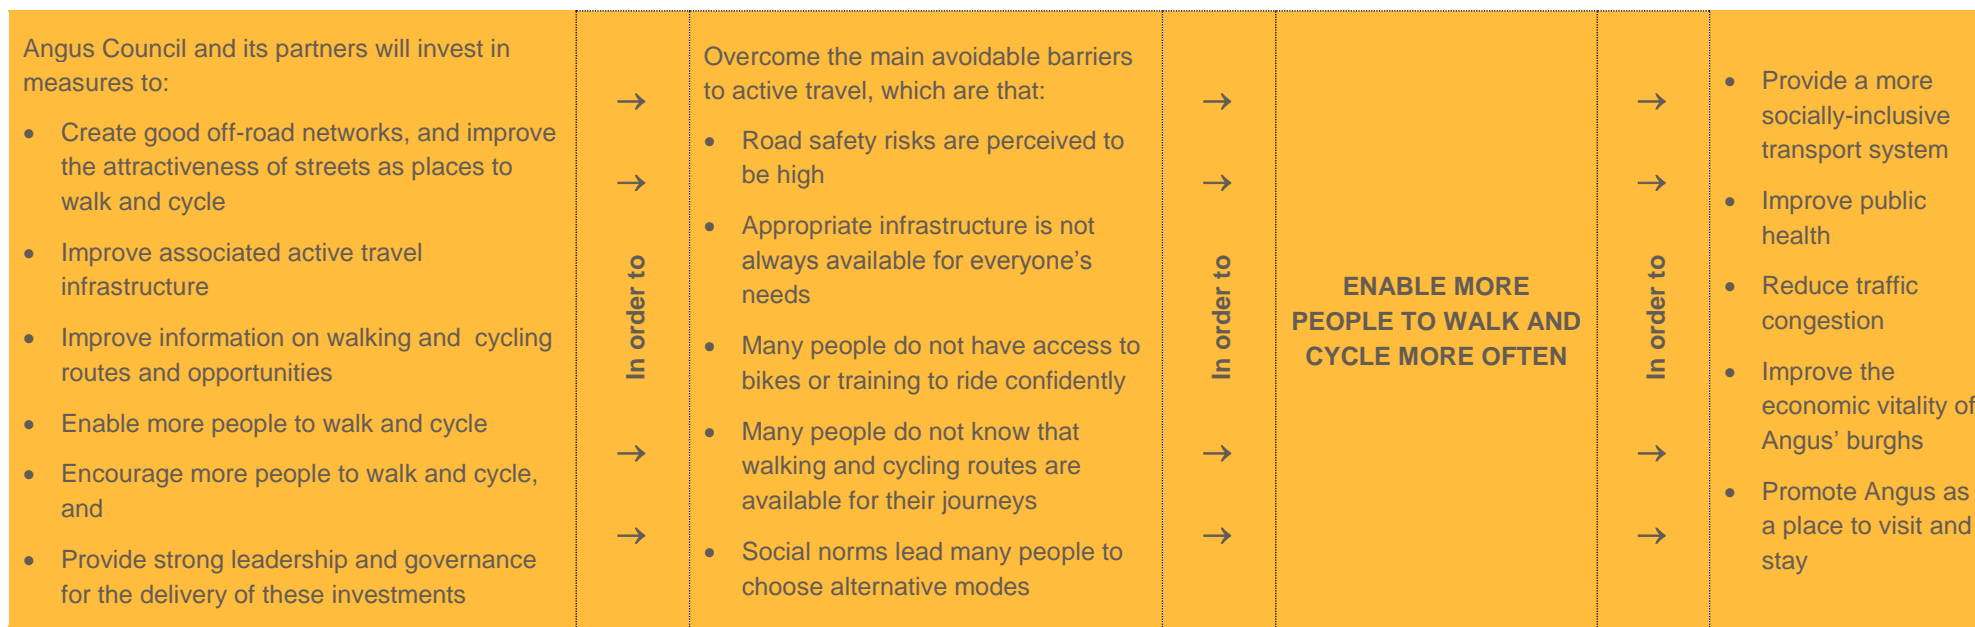 Angus Council and its partners will invest in
measures to:
• Create good off-road networks, and improve
the attractiveness of streets as places to
walk and cycle
• Improve associated active travel
infrastructure
• Improve information on walking and  cycling
routes and opportunities
• Enable more people to walk and cycle
• Encourage more people to walk and cycle,
and
• Provide strong leadership and governance
for the delivery of these investments
→
→
In order to
→
→
Overcome the main avoidable barriers
to active travel, which are that:
• Road safety risks are perceived to
be high
• Appropriate infrastructure is not
always available for everyone’s
needs
• Many people do not have access to
bikes or training to ride confidently
• Many people do not know that
walking and cycling routes are
available for their journeys
• Social norms lead many people to
choose alternative modes
→
→
In order to
→
→
ENABLE MORE
PEOPLE TO WALK AND
CYCLE MORE OFTEN
→
→
In order to
→
→
• Provide a more
socially-inclusive
transport system
• Improve public
health
• Reduce traffic
congestion
• Improve the
economic vitality of
Angus’ burghs
• Promote Angus as
a place to visit and
stay